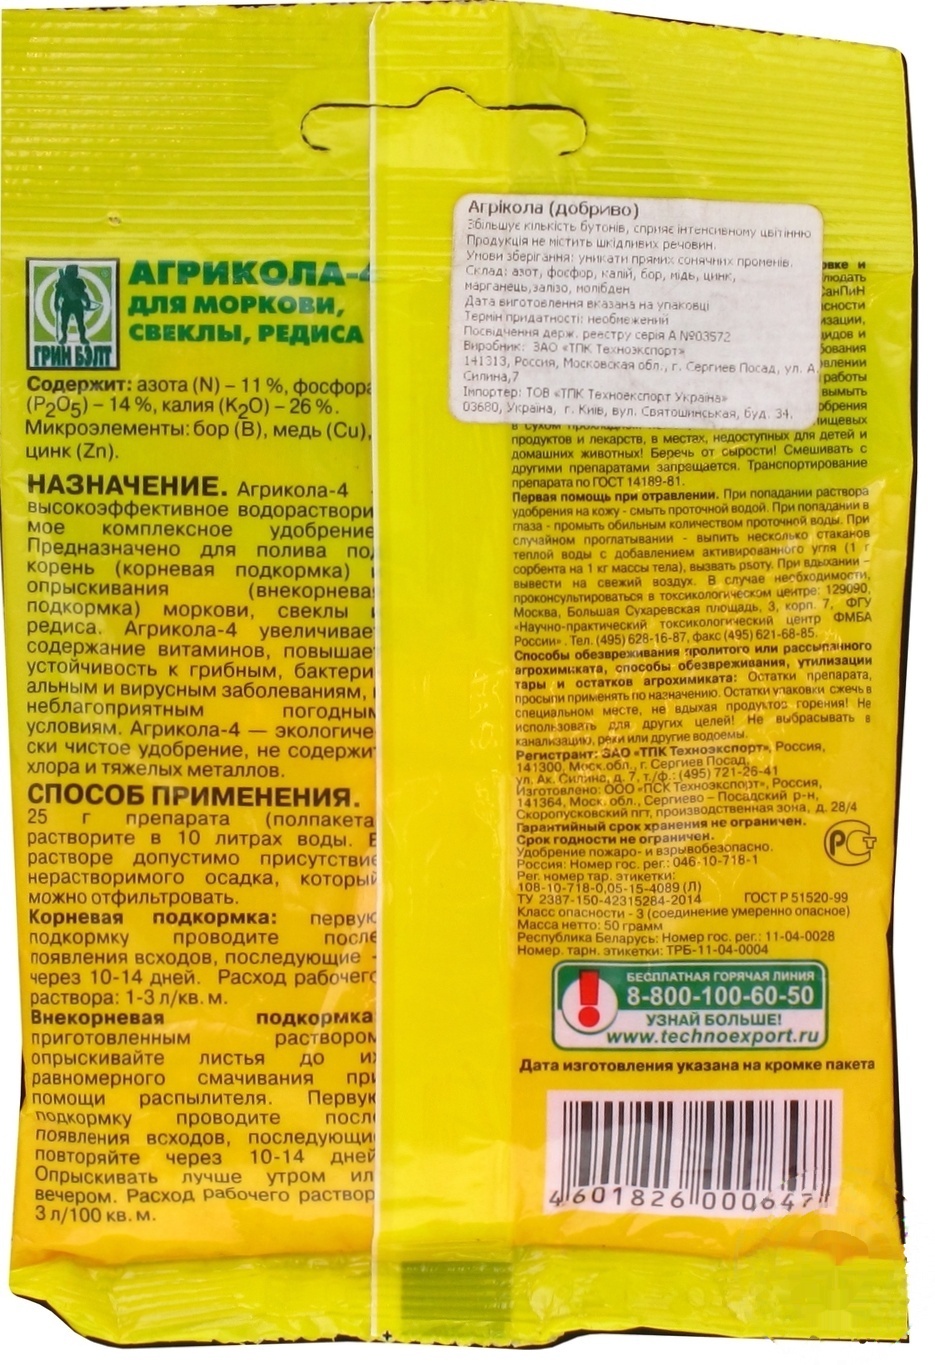 АГРИКОЛА-4
ДЛЯ МОРКОВИ,
СВЕКЛЫ, РЕДИСА
ГРИН БЭЛТ
Содержит: азота (N) – 11 %, фосфора
(P2O5) – 14 %, калия (K2O) – 26 %.
Микроэлементы: бор (B), медь (Cu),
цинк (Zn).
НАЗНАЧЕНИЕ. Агрикола-4
высокоэффективное водораствори
мое комплексное удобрение
Предназначено для полива под
корень (корневая подкормка)
опрыскивания (внекорневая
подкормка) моркови, свеклы
редиса. Агрикола-4 увеличивает
содержание витаминов, повышает
устойчивость к грибным, бактери
альным и вирусным заболеваниям,
неблагоприятным погодным
условиям. Агрикола-4 — экологиче
ски чистое удобрение, не содержит
хлора и тяжелых металлов.
СПОСОБ ПРИМЕНЕНИЯ.
25 г препарата (полпакета
растворите в 10 литрах воды. В
растворе допустимо присутствие
нерастворимого осадка, который
можно отфильтровать.
Корневая подкормка: первую
подкормку проводите после
появления всходов, последующие -
через 10-14 дней. Расход рабочего
раствора: 1-3 л/кв. м.
Внекорневая подкормка
приготовленным раствором
опрыскивайте листья до их
равномерного смачивания при
помощи распылителя. Первую
подкормку проводите после
появления всходов, последующие
повторяйте через 10-14 дней
Опрыскивать лучше утром или
вечером. Расход рабочего раствор
3 л/100 кв. м.
Агрікола (добриво)
Збільшує кількість бутонів, сприяє інтенсивному цвітінню
Продукція не містить шкідливих речовин.
Умови зберігання: уникати прямих сонячних променів.
Склад: азот, фосфор, калій, бор, мідь, цинк,
марганець,залізо, молібден
Дата виготовлення вказана на упаковці
Термін придатності: необмежений
Посвідчення держ. реєстру серія А №03572
Виробник: ЗАО «ТПК Техноэкспорт»
141313, Россия, Московская обл., г. Сергиев Посад, ул. А.
Силина,7
Імпортер: ТОВ «ТПК Техноекспорт Україна»
03680, Україна, г. Київ, вул. Святошинська, буд. 34.
овке и
людать
СанПиН
сности
изации,
идов и
бования
влении
работы
вымыть
обрения
пищевых
в сухом
продуктов и лекарств, в местах, недоступных для детей и
домашних животных! Беречь от сырости! Смешивать с
другими препаратами запрещается. Транспортирование
препарата по ГОСТ 14189-81.
Первая помощь при отравлении. При попадании раствора
удобрения на кожу - смыть проточной водой. При попадании в
глаза - промыть обильным количеством проточной воды. При
случайном проглатывании - выпить несколько стаканов
теплой воды с добавлением активированного угля (1 г
сорбента на 1 кг массы тела), вызвать рвоту. При вдыхании -
вывести на свежий воздух. В случае необходимости,
проконсультироваться в токсикологическом центре: 129090,
Москва, Большая Сухаревская площадь, 3, корп. 7, ФГУ
«Научно-практический токсикологический центр ФМБА
России». Тел. (495) 628-16-87, факс (495) 621-68-85.
Способы обезвреживания пролитого или рассыпанного
агрохимиката, способы обезвреживания, утилизации
тары и остатков агрохимиката: Остатки препарата,
просыпи применять по назначению. Остатки упаковки сжечь в
специальном месте, не вдыхая продуктов горения! Не
использовать для других целей! Не выбрасывать в
канализацию, реки или другие водоемы.
Регистрант: ЗАО «ТПК Техноэкспорт», Россия,
141300, Моск.обл., г. Сергиев Посад,
ул. Ак. Силина, д. 7, т./ф.: (495) 721-26-41
Изготовлено: ООО «ПСК Техноэкспорт», Россия,
141364, Моск. обл., Сергиево – Посадский р-н,
Скоропусковский пгт, производственная зона, д. 28/4
Гарантийный срок хранения не ограничен.
Срок годности не ограничен.
Удобрение пожаро- и взрывобезопасно.
Россия: Номер гос. рег.: 046-10-718-1
Рег. номер тар. этикетки:
108-10-718-0,05-15-4089 (Л)
ТУ 2387-150-42315284-2014 ГОСТ Р 51520-99
Класс опасности - 3 (соединение умеренно опасное)
Масса нетто: 50 грамм
Республика Беларусь: Номер гос. рег.: 11-04-0028
Номер. тарн. этикетки: ТРБ-11-04-0004
БЕСПЛАТНАЯ ГОРЯЧАЯ ЛИНИЯ
8-800-100-60-50
УЗНАЙ БОЛЬШЕ!
www.technoexport.ru
Дата изготовления указана на кромке пакета
4 601826 000647